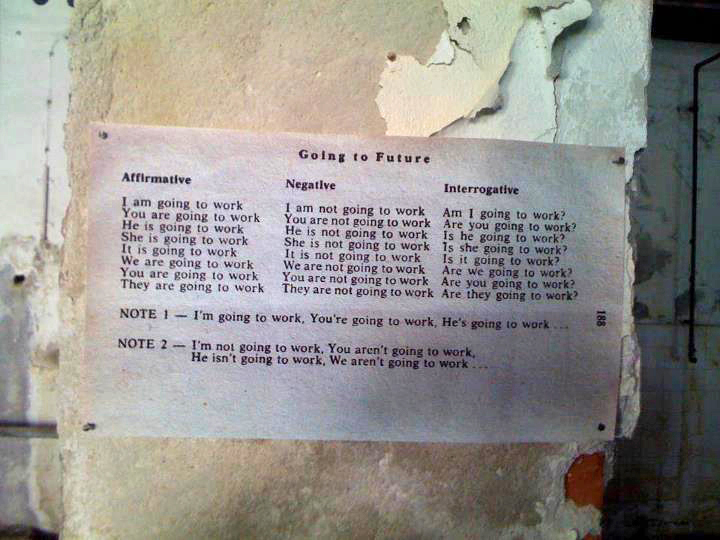 Going to Future
Affirmative
I am going to work
You are going to work
He is going to work
She is going to work
It is going to work
We are going to work
You are going to work
They are going to work
Negative
I am not going to work
You are not going to work
He is not going to work
She is not going to work
It is not going to work
We are not going to work
You are not going to work
They are not going to work
Interrogative
Am I going to work?
Are you going to work?
Is he going to work?
Is she going to work?
Is it going to work?
Are we going to work?
Are you going to work?
Are they going to work?
NOTE 1 — I'm going to work, You're going to work, He's going to work ...
NOTE 2 — I'm not going to work, You aren't going to work,
He isn't going to work, We aren't going to work ...
188